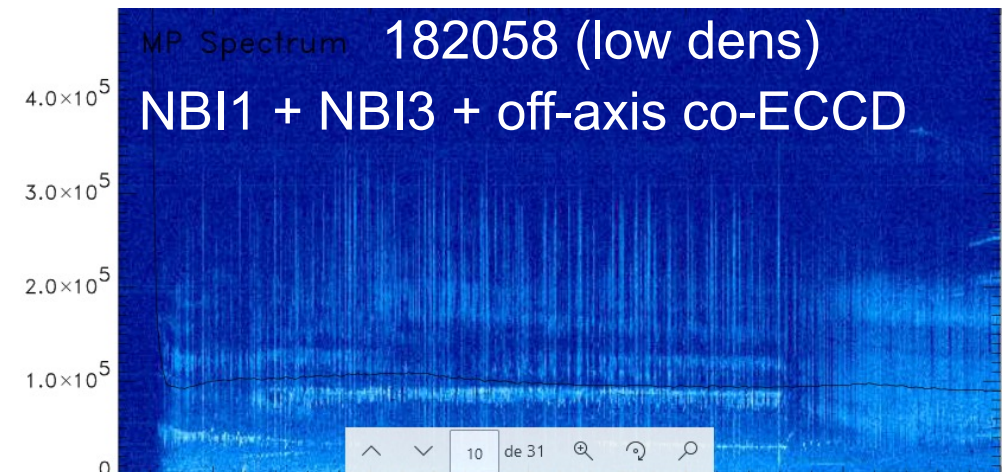 MP Spectrum 182058 (low dens)
4.0×10⁵
NBI1 + NBI3 + off-axis co-ECCD
3.0×10⁵
2.0×10⁵
1.0×10⁵
10 de 31
0